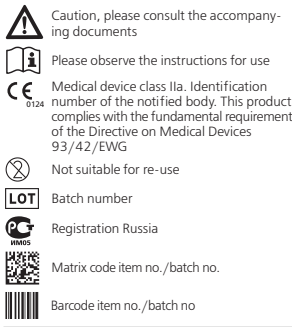 Caution, please consult the accompany-
ing documents
Please observe the instructions for use
Medical device class IIa. Identification
0124 number of the notified body. This product
complies with the fundamental requirement
of the Directive on Medical Devices
93/42/EWG
Not suitable for re-use
2
LOT Batch number
Registration Russia
ИМ05
Matrix code item no./batch no.
Barcode item no./batch no